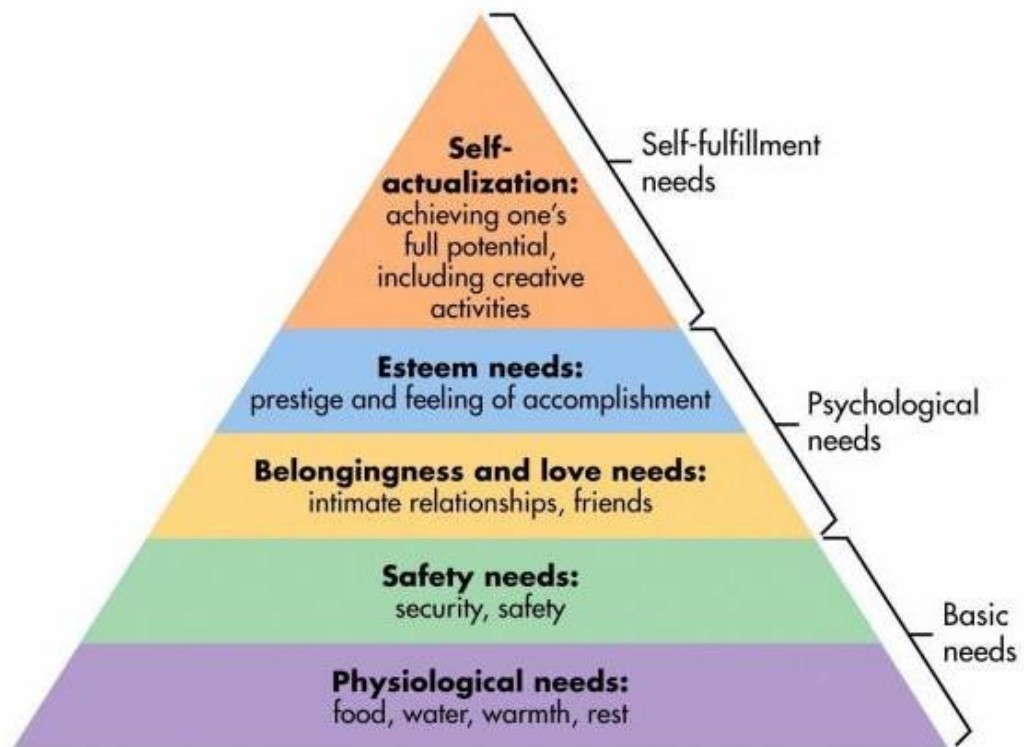 Self-
actualization:
achieving one's
full potential,
including creative
activities
Self-fulfillment
needs
Esteem needs:
prestige and feeling of accomplishment
Psychological
needs
Belongingness and love needs:
intimate relationships, friends
Safety needs:
security, safety
Basic
needs
Physiological needs:
food, water, warmth, rest